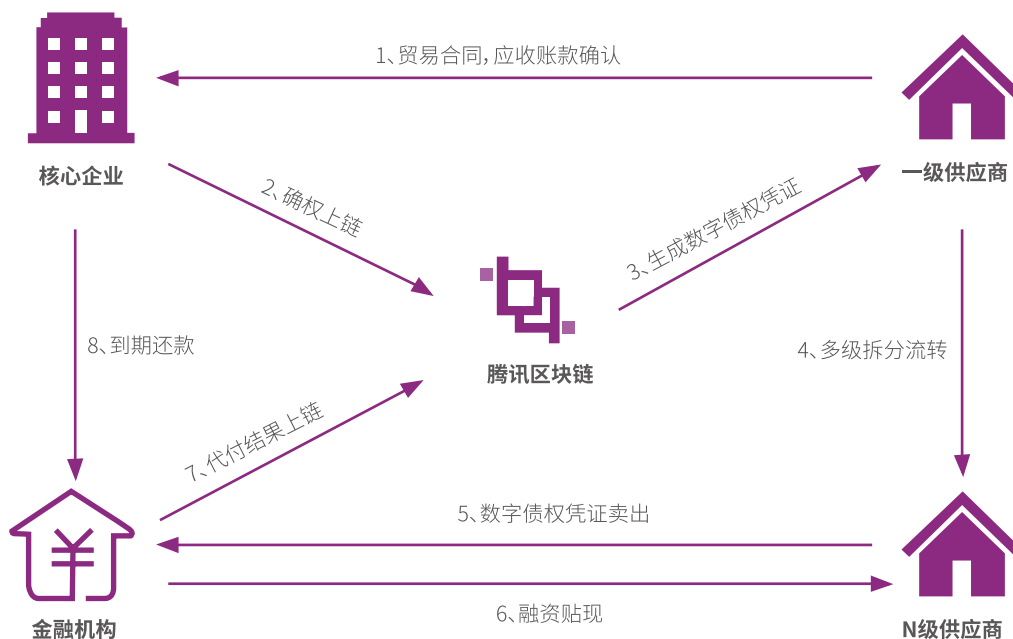 1、贸易合同，应收账款确认
核心企业
一级供应商
2、确权上链
3、生成数字债权凭证
8、到期还款
腾讯区块链
4、多级拆分流转
7、代付结果上链
5、数字债权凭证卖出
6、融资贴现
金融机构
N级供应商